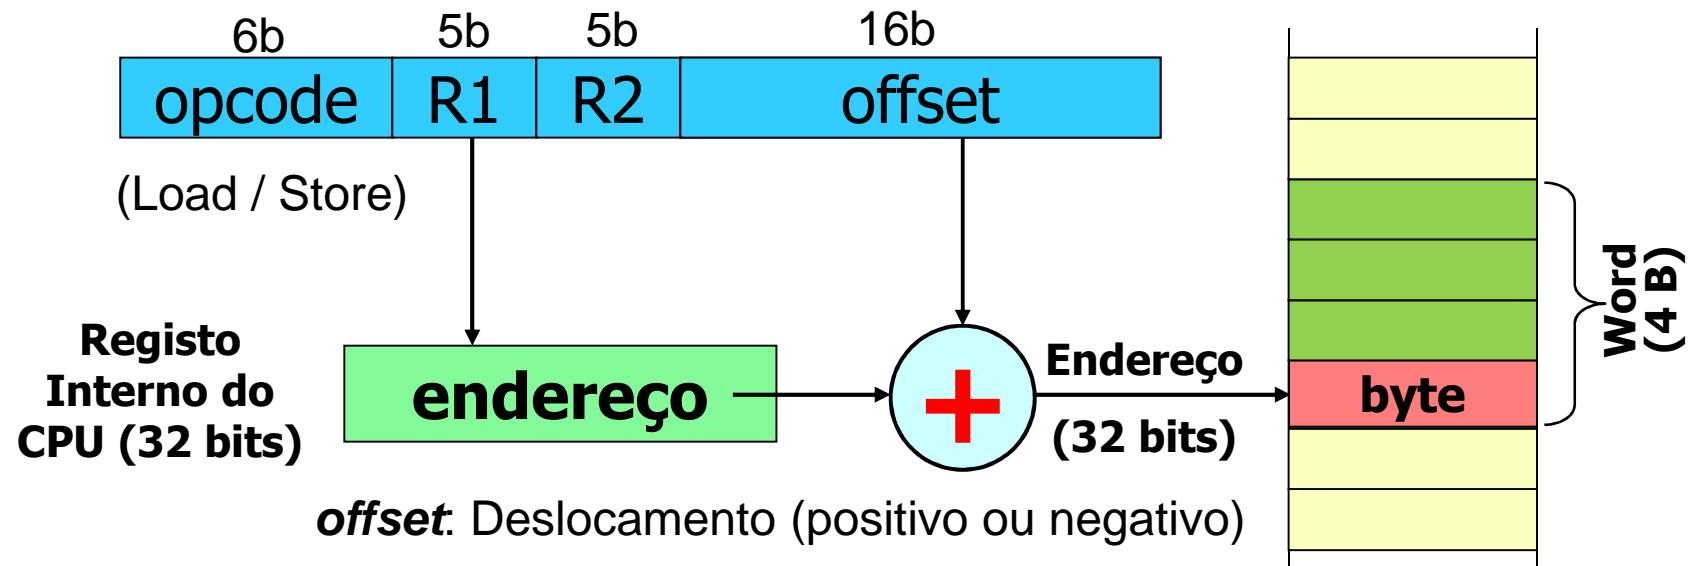 6b 5b 5b 16b
opcode R1 R2 offset
(Load / Store)
Registo
Interno do
CPU (32 bits)
endereço
+
Endereço
(32 bits)
byte
Word
(4 B)
offset: Deslocamento (positivo ou negativo)